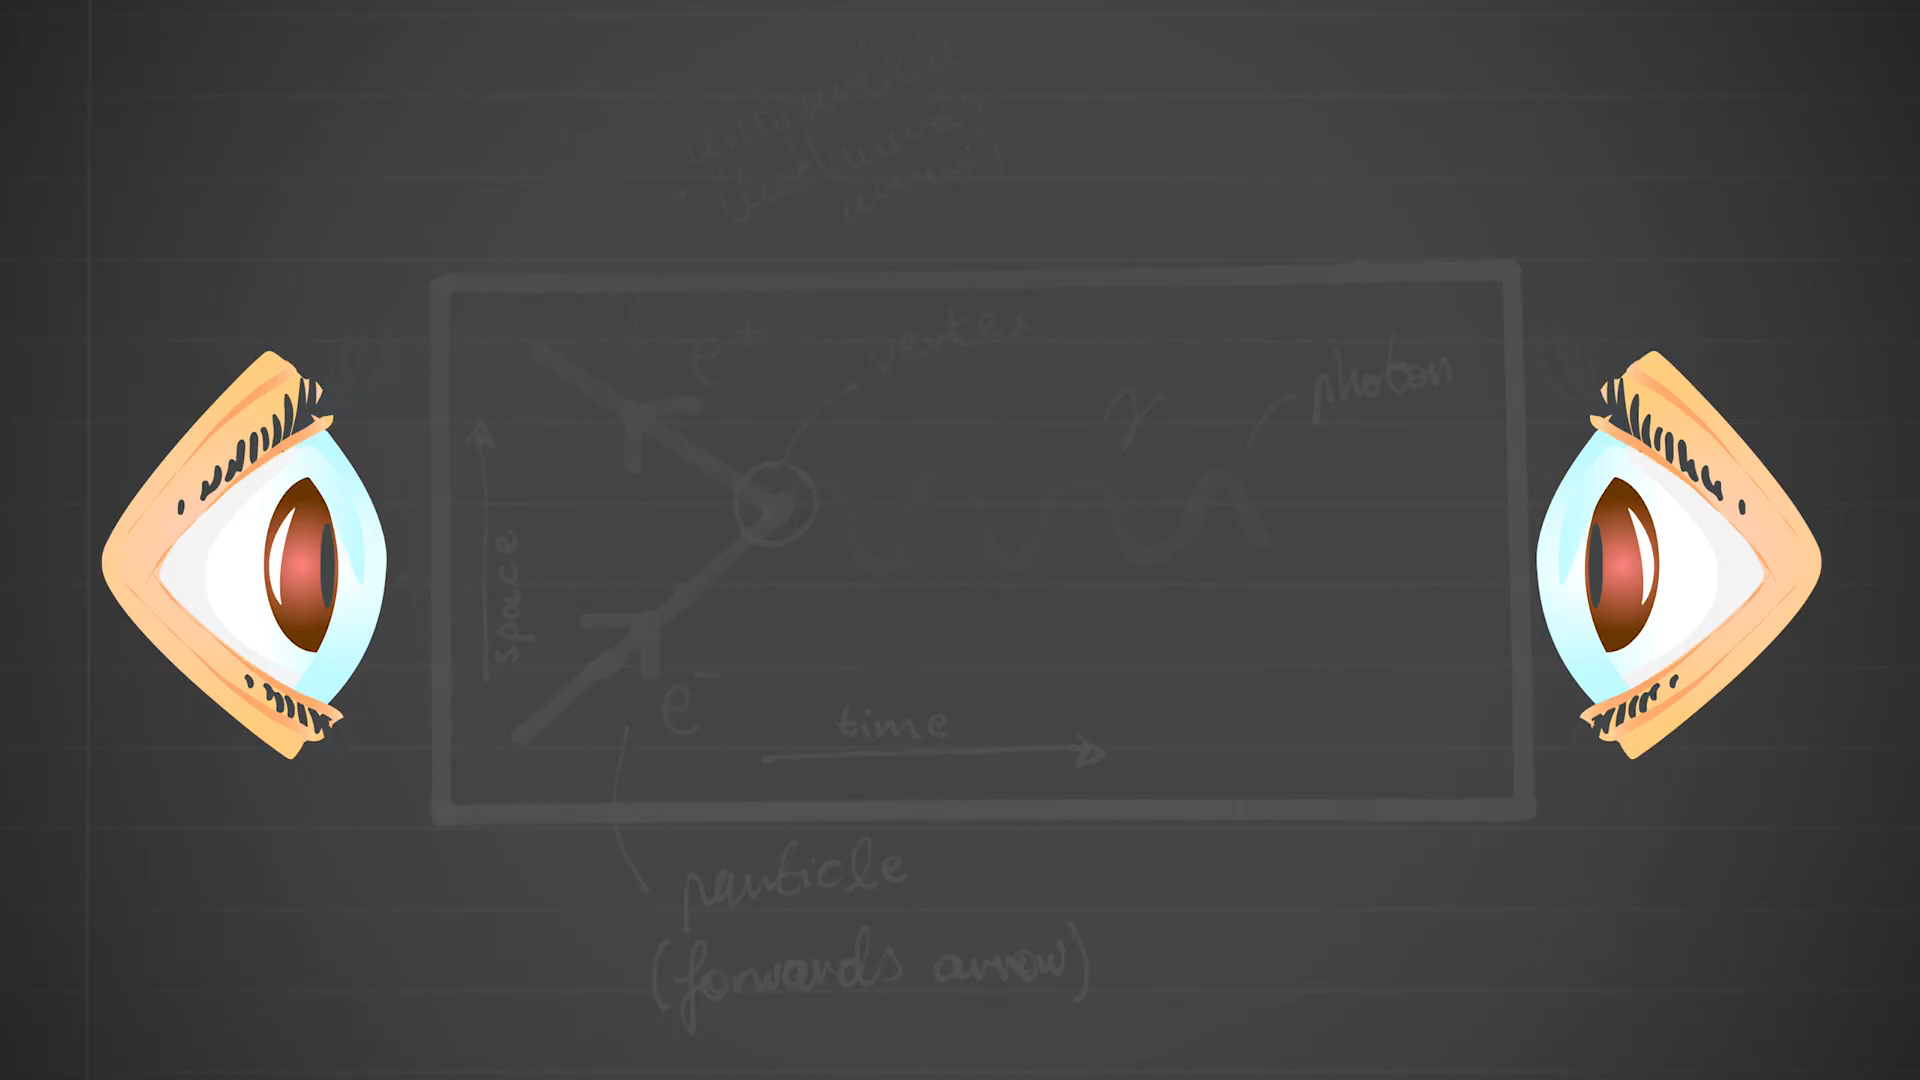 antiparticle
(backwards
arrow)
e+
vertex
γ
photon
space
e-
time
particle
(forwards arrow)